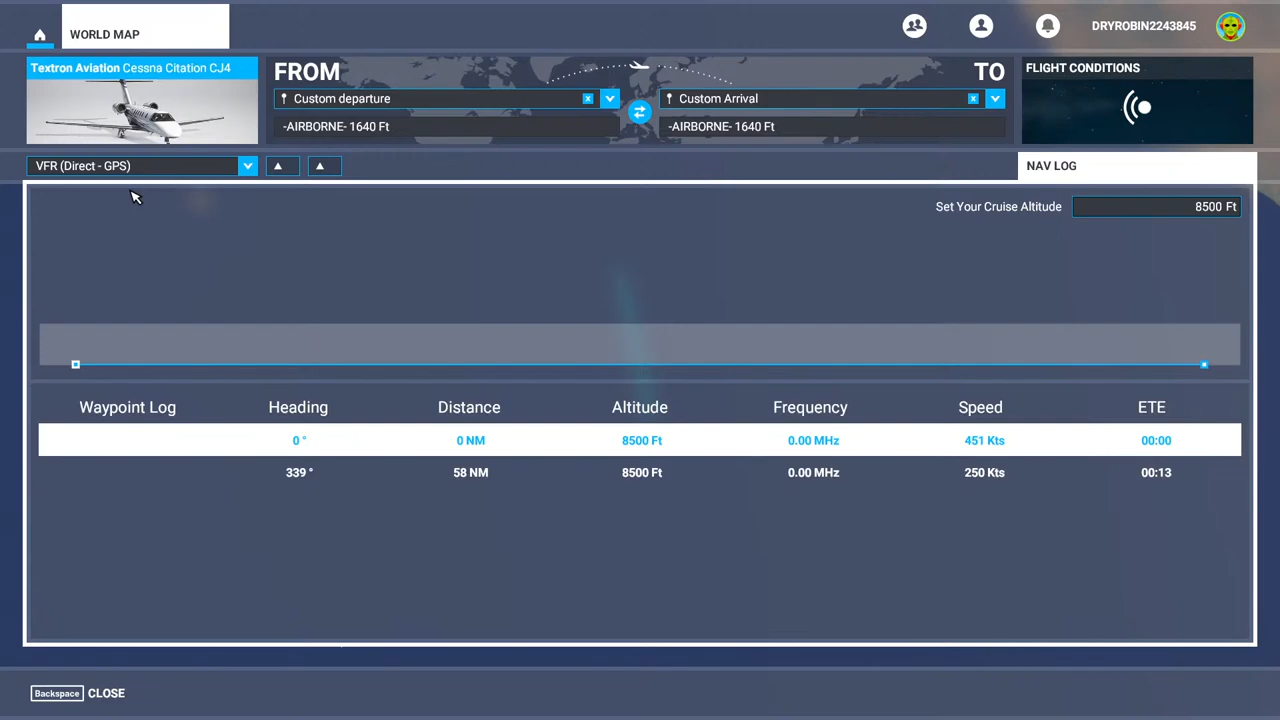 WORLD MAP
DRYROBIN2243845
Textron Aviation Cessna Citation CJ4
FROM
TO
Custom departure
x
Custom Arrival
x
-AIRBORNE- 1640 Ft
-AIRBORNE- 1640 Ft
FLIGHT CONDITIONS
VFR (Direct - GPS)
NAV LOG
Set Your Cruise Altitude 8500 Ft
Waypoint Log Heading Distance Altitude Frequency Speed ETE
0 ° 0 NM 8500 Ft 0.00 MHz 451 Kts 00:00
339 ° 58 NM 8500 Ft 0.00 MHz 250 Kts 00:13
Backspace CLOSE